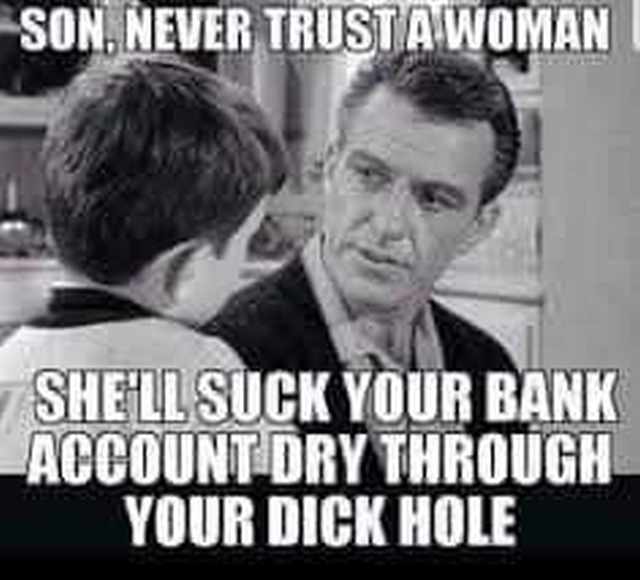 SON, NEVER TRUST A WOMAN
SHE'LL SUCK YOUR BANK
ACCOUNT DRY THROUGH
YOUR DICK HOLE